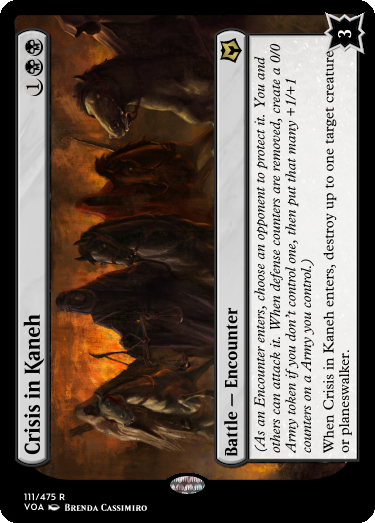 Crisis in Kaneh
1
Battle — Encounter
(As an Encounter enters, choose an opponent to protect it. You and
others can attack it. When defense counters are removed, create a 0/0
Army token if you don't control one, then put that many +1/+1
counters on a Army you control.)
When Crisis in Kaneh enters, destroy up to one target creature
or planeswalker.
3
111/475 R
VOA Brenda Cassimiro